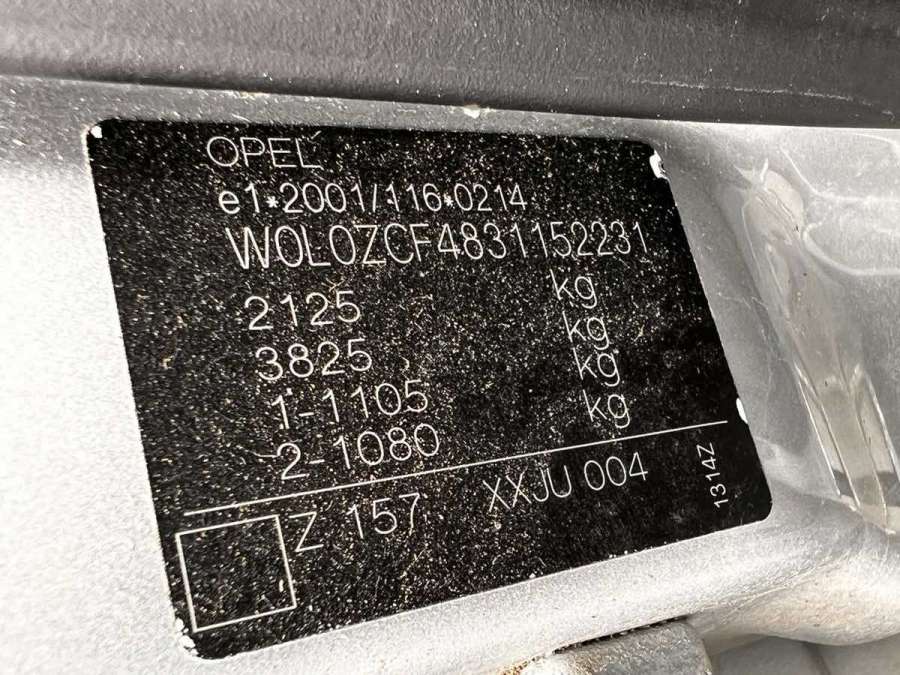 OPEL
e1*2001/116*0214
W0L0ZCF4831152231
2125 kg
3825 kg
1-1105 kg
2-1080 kg
Z 157 XXJU 004
1314Z